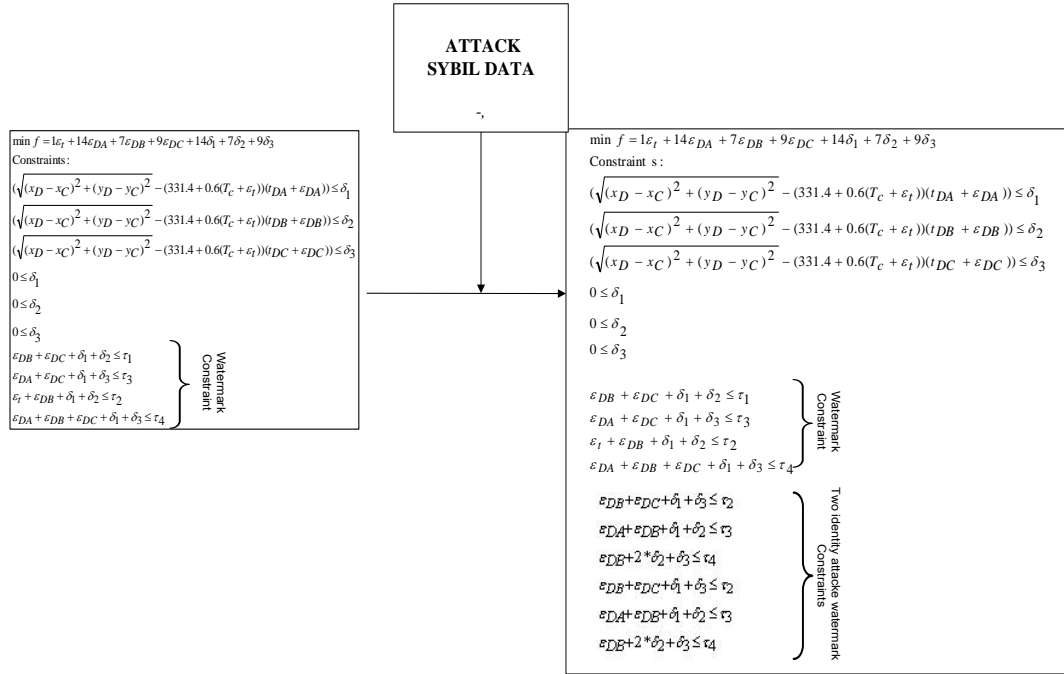 ATTACK
SYBIL DATA
-,
min f = 1ε_t + 14ε_DA + 7ε_DB + 9ε_DC + 14δ_1 + 7δ_2 + 9δ_3
Constraints:
(√((x_D − x_C)^2 + (y_D − y_C)^2) − (331.4 + 0.6(T_c + ε_t))(t_DA + ε_DA)) ≤ δ_1
(√((x_D − x_C)^2 + (y_D − y_C)^2) − (331.4 + 0.6(T_c + ε_t))(t_DB + ε_DB)) ≤ δ_2
(√((x_D − x_C)^2 + (y_D − y_C)^2) − (331.4 + 0.6(T_c + ε_t))(t_DC + ε_DC)) ≤ δ_3
0 ≤ δ_1
0 ≤ δ_2
0 ≤ δ_3
ε_DB + ε_DC + δ_1 + δ_2 ≤ τ_1
ε_DA + ε_DC + δ_1 + δ_3 ≤ τ_3
ε_t + ε_DB + δ_1 + δ_2 ≤ τ_2
ε_DA + ε_DB + ε_DC + δ_1 + δ_3 ≤ τ_4
Watermark
Constraint
min f = 1ε_t + 14ε_DA + 7ε_DB + 9ε_DC + 14δ_1 + 7δ_2 + 9δ_3
Constraint s:
(√((x_D − x_C)^2 + (y_D − y_C)^2) − (331.4 + 0.6(T_c + ε_t))(t_DA + ε_DA)) ≤ δ_1
(√((x_D − x_C)^2 + (y_D − y_C)^2) − (331.4 + 0.6(T_c + ε_t))(t_DB + ε_DB)) ≤ δ_2
(√((x_D − x_C)^2 + (y_D − y_C)^2) − (331.4 + 0.6(T_c + ε_t))(t_DC + ε_DC)) ≤ δ_3
0 ≤ δ_1
0 ≤ δ_2
0 ≤ δ_3
ε_DB + ε_DC + δ_1 + δ_2 ≤ τ_1
ε_DA + ε_DC + δ_1 + δ_3 ≤ τ_3
ε_t + ε_DB + δ_1 + δ_2 ≤ τ_2
ε_DA + ε_DB + ε_DC + δ_1 + δ_3 ≤ τ_4
Watermark
Constraint
ε_DB+ε_DC+δ_1+δ_3 ≤ τ_2
ε_DA+ε_DB+δ_1+δ_2 ≤ τ_3
ε_DB+2*δ_2+δ_3 ≤ τ_4
ε_DB+ε_DC+δ_1+δ_3 ≤ τ_2
ε_DA+ε_DB+δ_1+δ_2 ≤ τ_3
ε_DB+2*δ_2+δ_3 ≤ τ_4
Two identity attacke watermark
Constraints